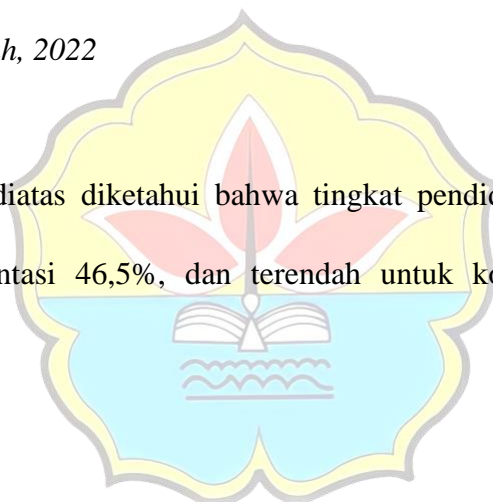 h, 2022
diatas diketahui bahwa tingkat pendid
ntasi 46,5%, dan terendah untuk ko